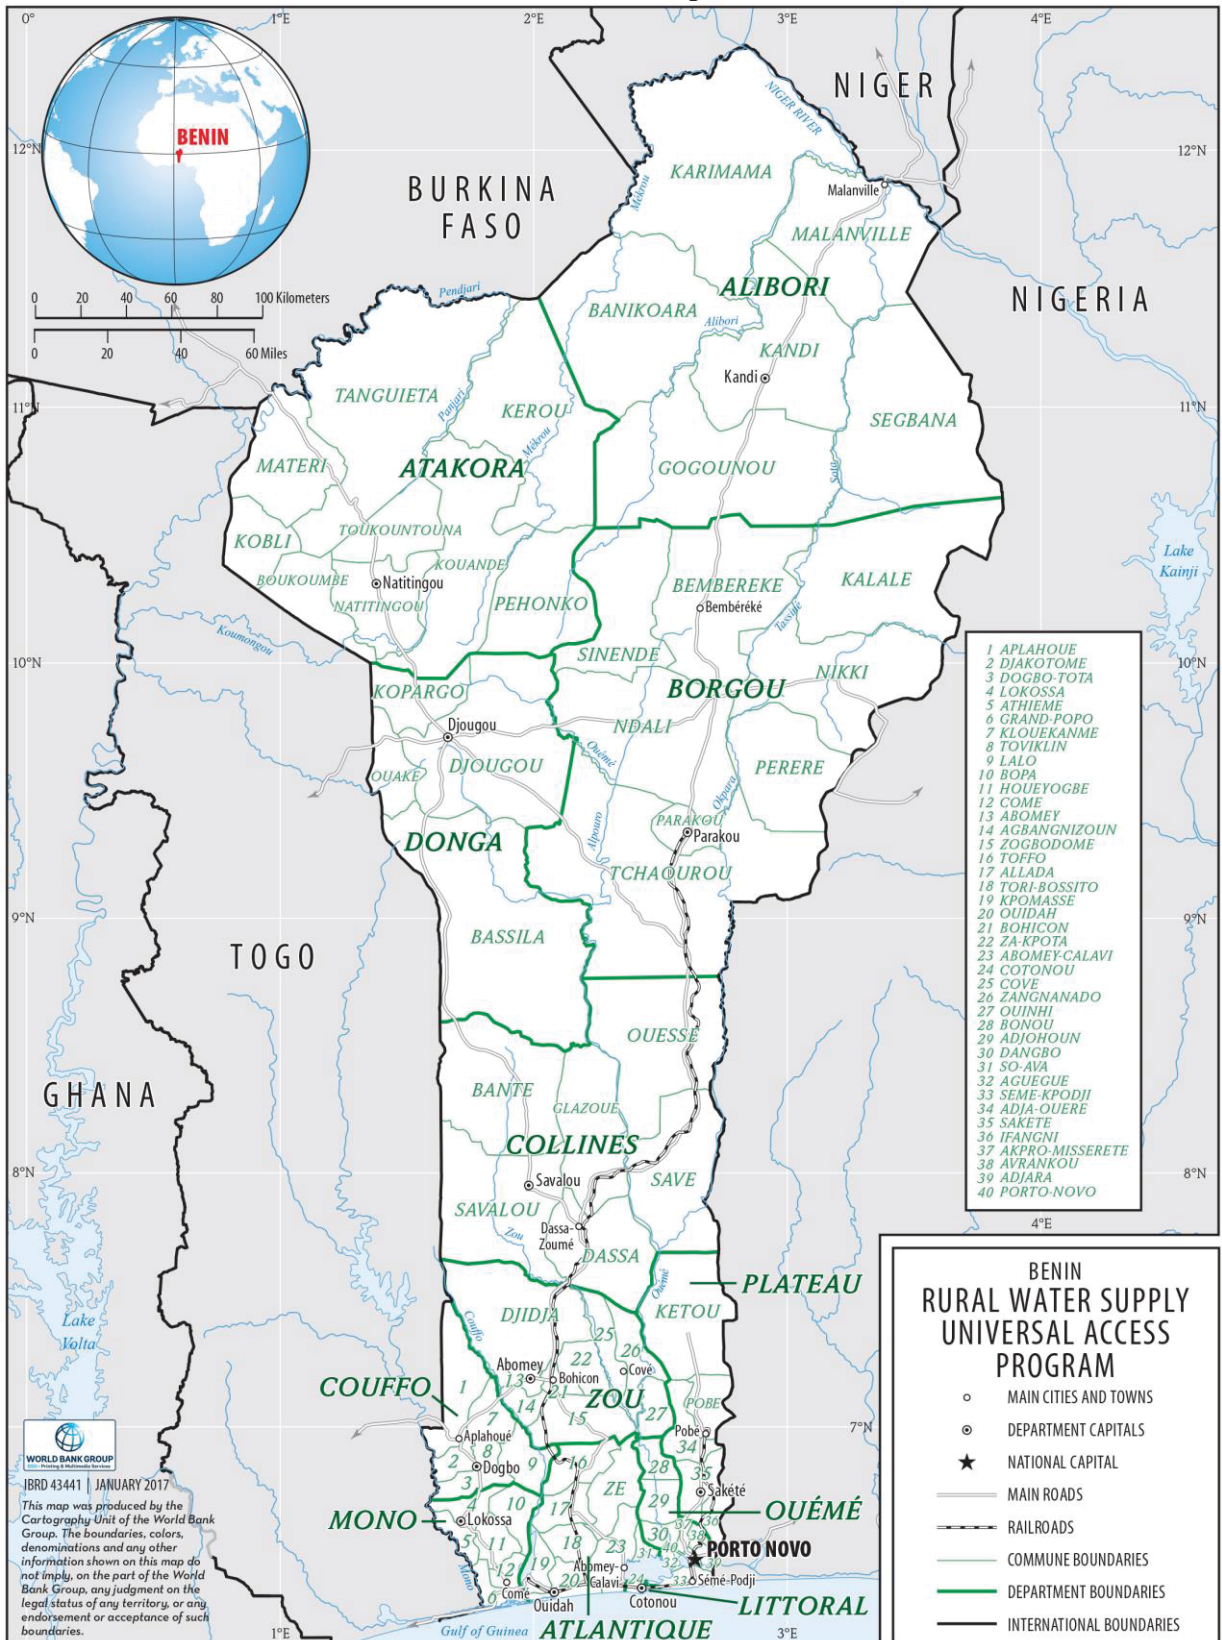 0°
1°E
2°E
3°E
4°E
BENIN
12°N
12°N
NIGER
NIGER RIVER
BURKINA
FASO
KARIMAMA
Mékrou
Malanville
MALANVILLE
ALIBORI
NIGERIA
0 20 40 60 80 100 Kilometers
0 20 40 60 Miles
Pendjari
BANIKOARA
Alibori
KANDI
Kandi
TANGUIETA
Panjari
KEROU
Mékrou
11°N
11°N
SEGBANA
MATERI
ATAKORA
GOGOUNOU
Sota
KOBLI
TOUKOUNTOUNA
KOUANDE
BOUKOUMBE
Natitingou
NATITINGOU
PEHONKO
BEMBEREKE
Bembéréké
KALALE
Tassiné
Lake
Kainji
Koumongou
10°N
10°N
SINENDE
KOPARGO
BORGOU
NIKKI
Djougou
NDALI
Ouémé
OUAKE
DJOUGOU
PERERE
Okpara
Alpouro
PARAKOU
Parakou
DONGA
TCHAOUROU
9°N
9°N
BASSILA
TOGO
OUESSE
GHANA
BANTE
GLAZOUE
COLLINES
8°N
8°N
Savalou
SAVE
SAVALOU
Zou
Dassa-
Zoumé
DASSA
PLATEAU
Ouémé
KETOU
DJIDJA
Couffo
Lake
Volta
25
26
22
Abomey
Cové
13
Bohicon
COUFFO
1
21
ZOU
14
POBE
7
15
27
7°N
Aplahoué
Pobé
34
8
2
Dogbo
9
16
28
35
3
ZE
Sakété
4
10
17
29
OUÉMÉ
MONO
Lokossa
36
37
5
11
18
30
38
23
31
40
PORTO NOVO
Mono
12
19
Abomey-
Calavi
32
39
6
Comé
20
24
33
Sémé-Podji
Ouidah
Cotonou
LITTORAL
Gulf of Guinea
ATLANTIQUE
1°E
3°E
1 APLAHOUE
2 DJAKOTOME
3 DOGBO-TOTA
4 LOKOSSA
5 ATHIEME
6 GRAND-POPO
7 KLOUEKANME
8 TOVIKLIN
9 LALO
10 BOPA
11 HOUEYOGBE
12 COME
13 ABOMEY
14 AGBANGNIZOUN
15 ZOGBODOME
16 TOFFO
17 ALLADA
18 TORI-BOSSITO
19 KPOMASSE
20 OUIDAH
21 BOHICON
22 ZA-KPOTA
23 ABOMEY-CALAVI
24 COTONOU
25 COVE
26 ZANGNANADO
27 OUINHI
28 BONOU
29 ADJOHOUN
30 DANGBO
31 SO-AVA
32 AGUEGUE
33 SEME-KPODJI
34 ADJA-OUERE
35 SAKETE
36 IFANGNI
37 AKPRO-MISSERETE
38 AVRANKOU
39 ADJARA
40 PORTO-NOVO
4°E
BENIN
RURAL WATER SUPPLY
UNIVERSAL ACCESS
PROGRAM
MAIN CITIES AND TOWNS
DEPARTMENT CAPITALS
NATIONAL CAPITAL
MAIN ROADS
RAILROADS
COMMUNE BOUNDARIES
DEPARTMENT BOUNDARIES
INTERNATIONAL BOUNDARIES
WORLD BANK GROUP
IBRD 43441 | JANUARY 2017
This map was produced by the
Cartography Unit of the World Bank
Group. The boundaries, colors,
denominations and any other
information shown on this map do
not imply, on the part of the World
Bank Group, any judgment on the
legal status of any territory, or any
endorsement or acceptance of such
boundaries.